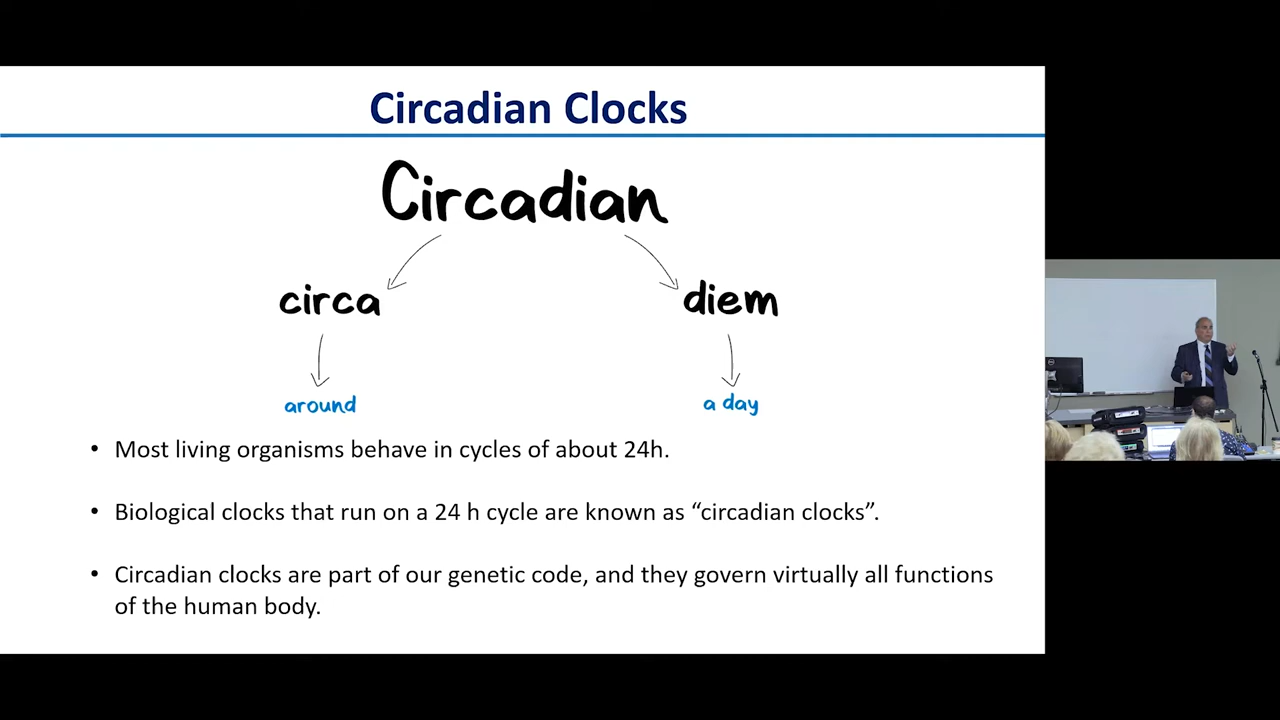 Circadian Clocks
Circadian
circa
diem
around
a day
• Most living organisms behave in cycles of about 24h.
• Biological clocks that run on a 24 h cycle are known as “circadian clocks”.
• Circadian clocks are part of our genetic code, and they govern virtually all functions
of the human body.